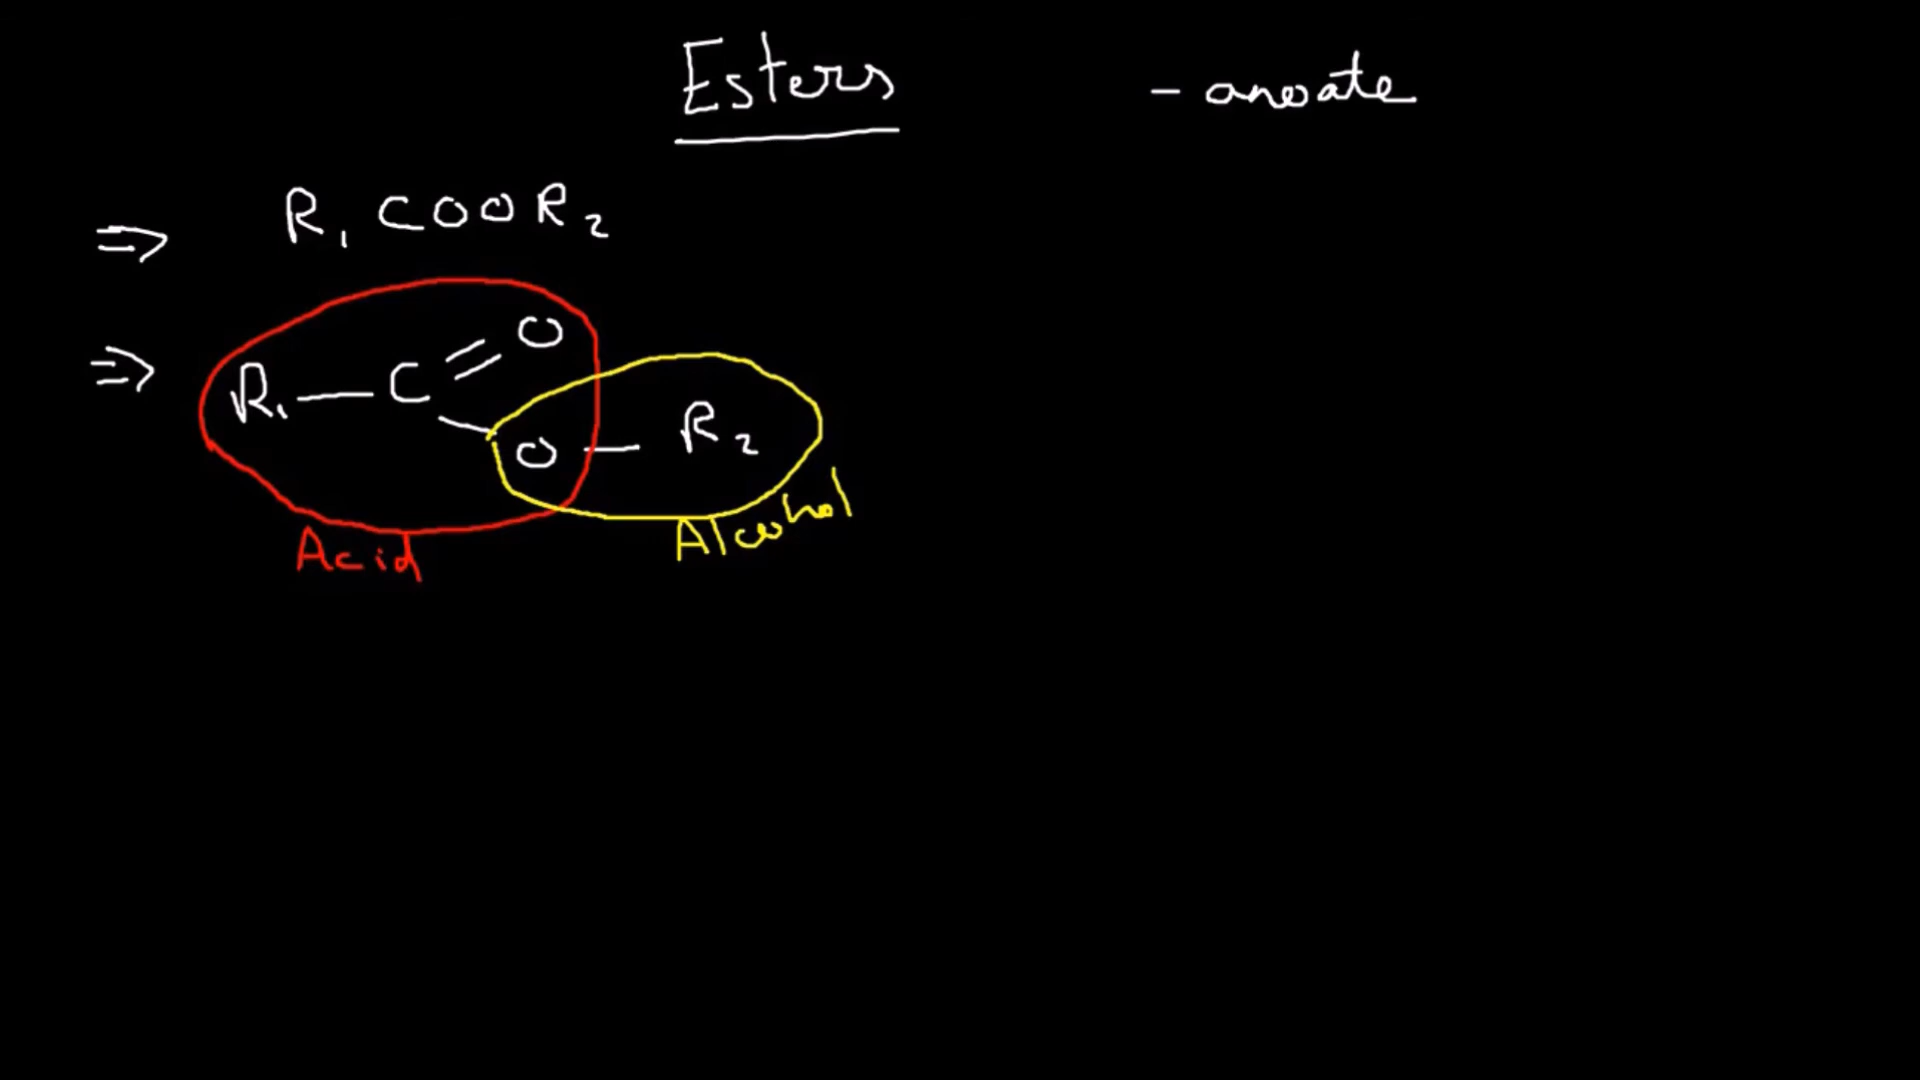 Esters - anoate
⇒ R₁COOR₂
⇒ R₁—C=O
O—R₂
Alcohol
Acid